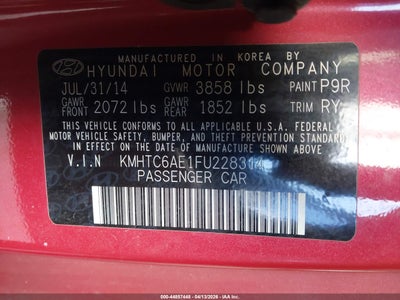 MANUFACTURED IN KOREA BY
HYUNDAI MOTOR COMPANY
JUL/31/14 GVWR 3858 lbs PAINT P9R
GAWR FRT 2072 lbs GAWR RR 1852 lbs TRIM RY
THIS VEHICLE CONFORMS TO ALL APPLICABLE U.S.A. FEDERAL
MOTOR VEHICLE SAFETY, BUMPER, AND THEFT PREVENTION STANDARDS
IN EFFECT ON THE DATE OF MANUFACTURE SHOWN ABOVE.
V.I.N KMHTC6AE1FU228314
PASSENGER CAR
000-44857448 - 04/13/2026 - IAA Inc.